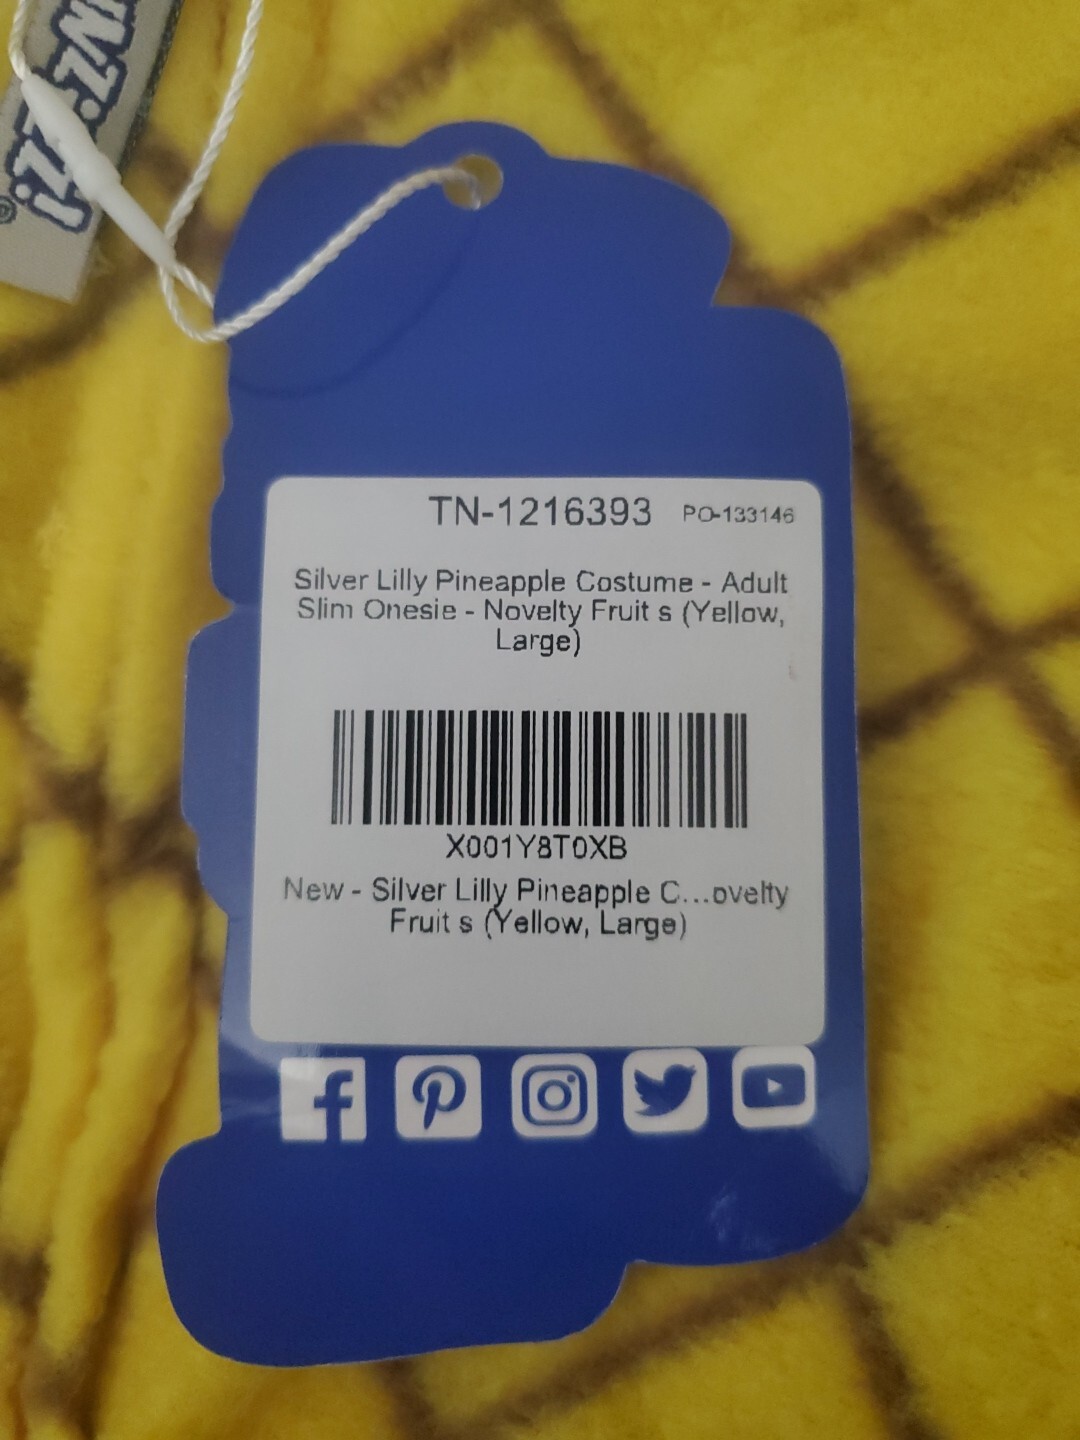 TN-1216393 PO-133146
Silver Lilly Pineapple Costume - Adult
Slim Onesie - Novelty Fruit s (Yellow,
Large)
X001Y8T0XB
New - Silver Lilly Pineapple C...ovelty
Fruit s (Yellow, Large)